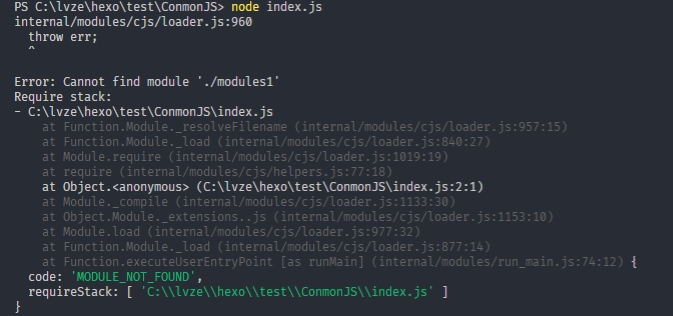 PS C:\lvze\hexo\test\ConmonJS> node index.js
internal/modules/cjs/loader.js:960
  throw err;
  ^

Error: Cannot find module './modules1'
Require stack:
- C:\lvze\hexo\test\ConmonJS\index.js
    at Function.Module._resolveFilename (internal/modules/cjs/loader.js:957:15)
    at Function.Module._load (internal/modules/cjs/loader.js:840:27)
    at Module.require (internal/modules/cjs/loader.js:1019:19)
    at require (internal/modules/cjs/helpers.js:77:18)
    at Object.<anonymous> (C:\lvze\hexo\test\ConmonJS\index.js:2:1)
    at Module._compile (internal/modules/cjs/loader.js:1133:30)
    at Object.Module._extensions..js (internal/modules/cjs/loader.js:1153:10)
    at Module.load (internal/modules/cjs/loader.js:977:32)
    at Function.Module._load (internal/modules/cjs/loader.js:877:14)
    at Function.executeUserEntryPoint [as runMain] (internal/modules/run_main.js:74:12) {
  code: 'MODULE_NOT_FOUND',
  requireStack: [ 'C:\\lvze\\hexo\\test\\ConmonJS\\index.js' ]
}